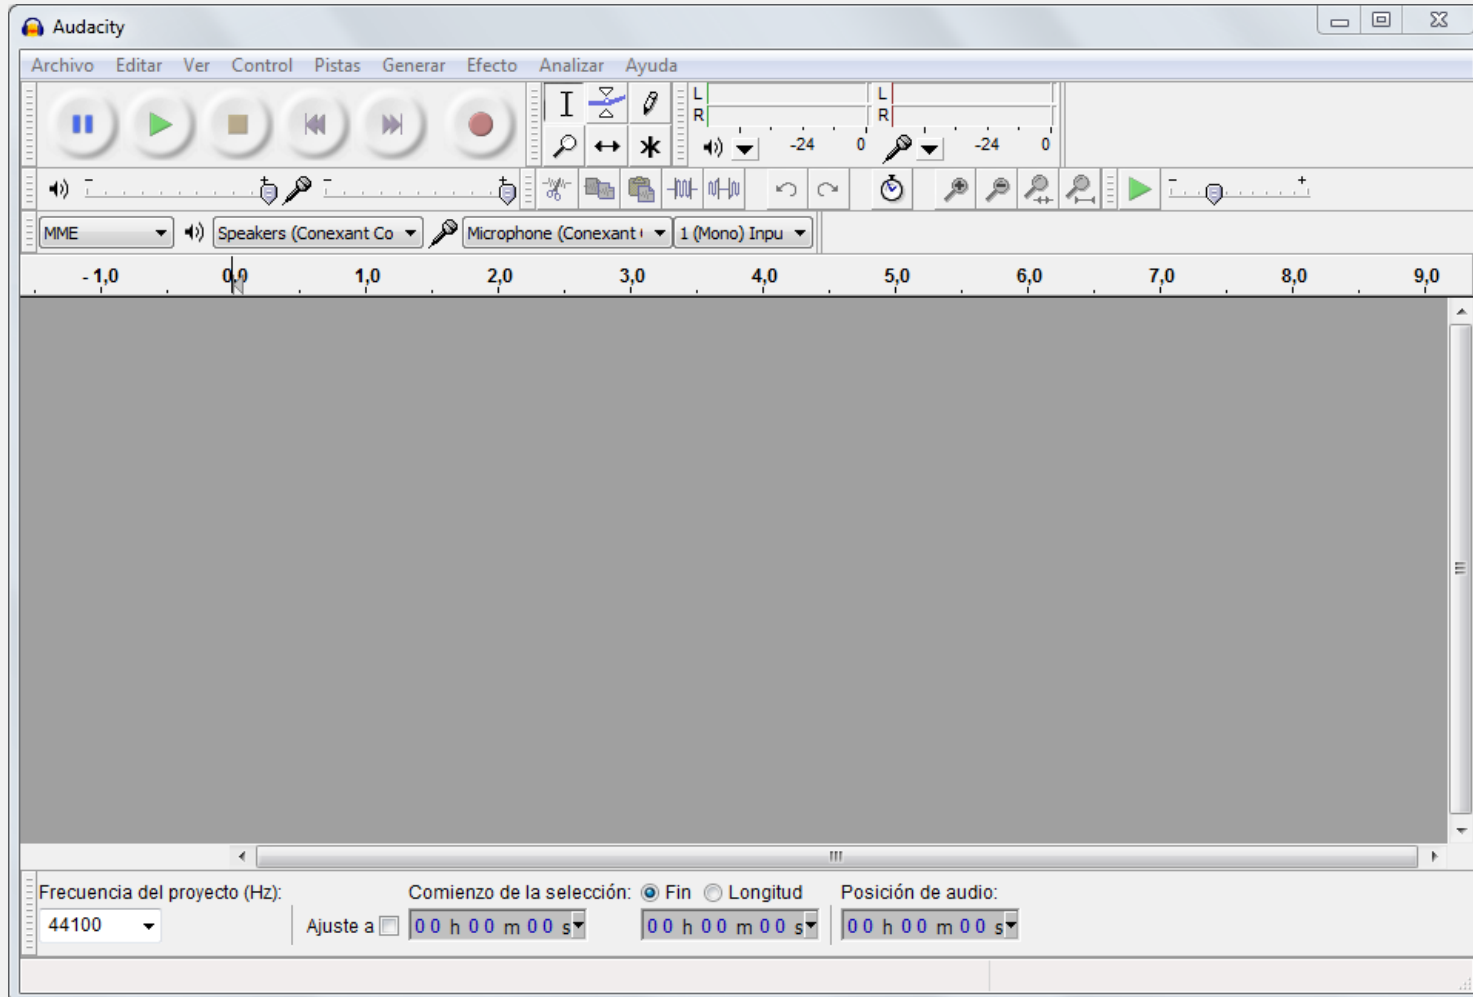 Audacity
Archivo Editar Ver Control Pistas Generar Efecto Analizar Ayuda
L L
R R
-24 0 -24 0
- + - + - +
MME Speakers (Conexant Co Microphone (Conexant 1 (Mono) Inpu
- 1,0 0,0 1,0 2,0 3,0 4,0 5,0 6,0 7,0 8,0 9,0
Frecuencia del proyecto (Hz): Comienzo de la selección: Fin Longitud Posición de audio:
44100 Ajuste a 00 h 00 m 00 s 00 h 00 m 00 s 00 h 00 m 00 s